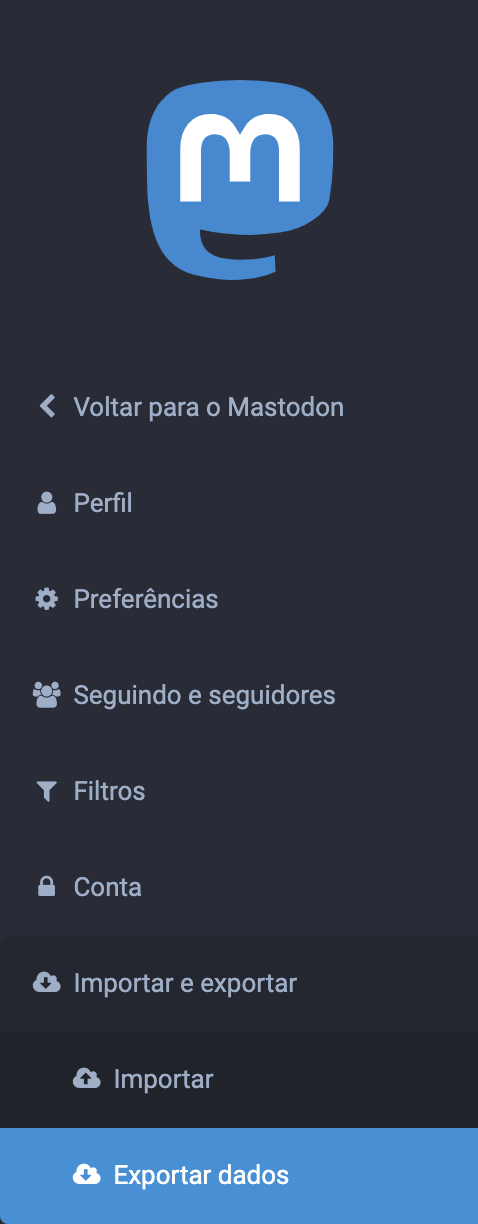 m
Voltar para o Mastodon
Perfil
Preferências
Seguindo e seguidores
Filtros
Conta
Importar e exportar
Importar
Exportar dados